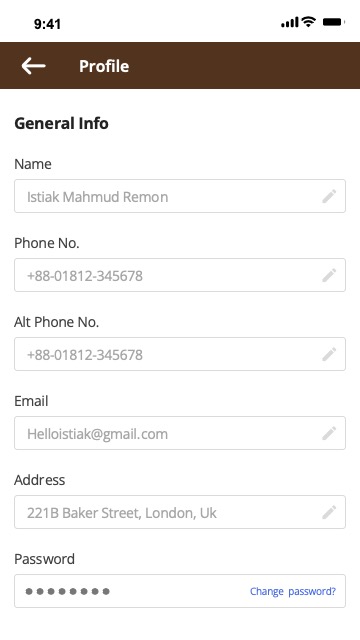 9:41
Profile
General Info
Name
Istiak Mahmud Remon
Phone No.
+88-01812-345678
Alt Phone No.
+88-01812-345678
Email
Helloistiak@gmail.com
Address
221B Baker Street, London, Uk
Password
Change password?